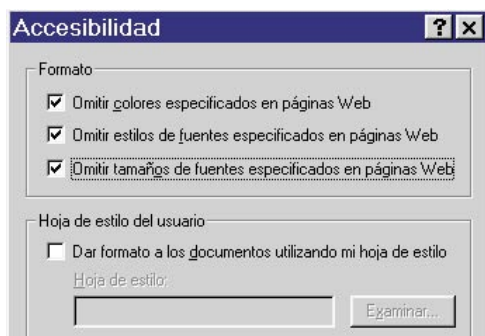 Accesibilidad
Formato
Omitir colores especificados en páginas Web
Omitir estilos de fuentes especificados en páginas Web
Omitir tamaños de fuentes especificados en páginas Web
Hoja de estilo del usuario
Dar formato a los documentos utilizando mi hoja de estilo
Hoja de estilo:
Examinar...